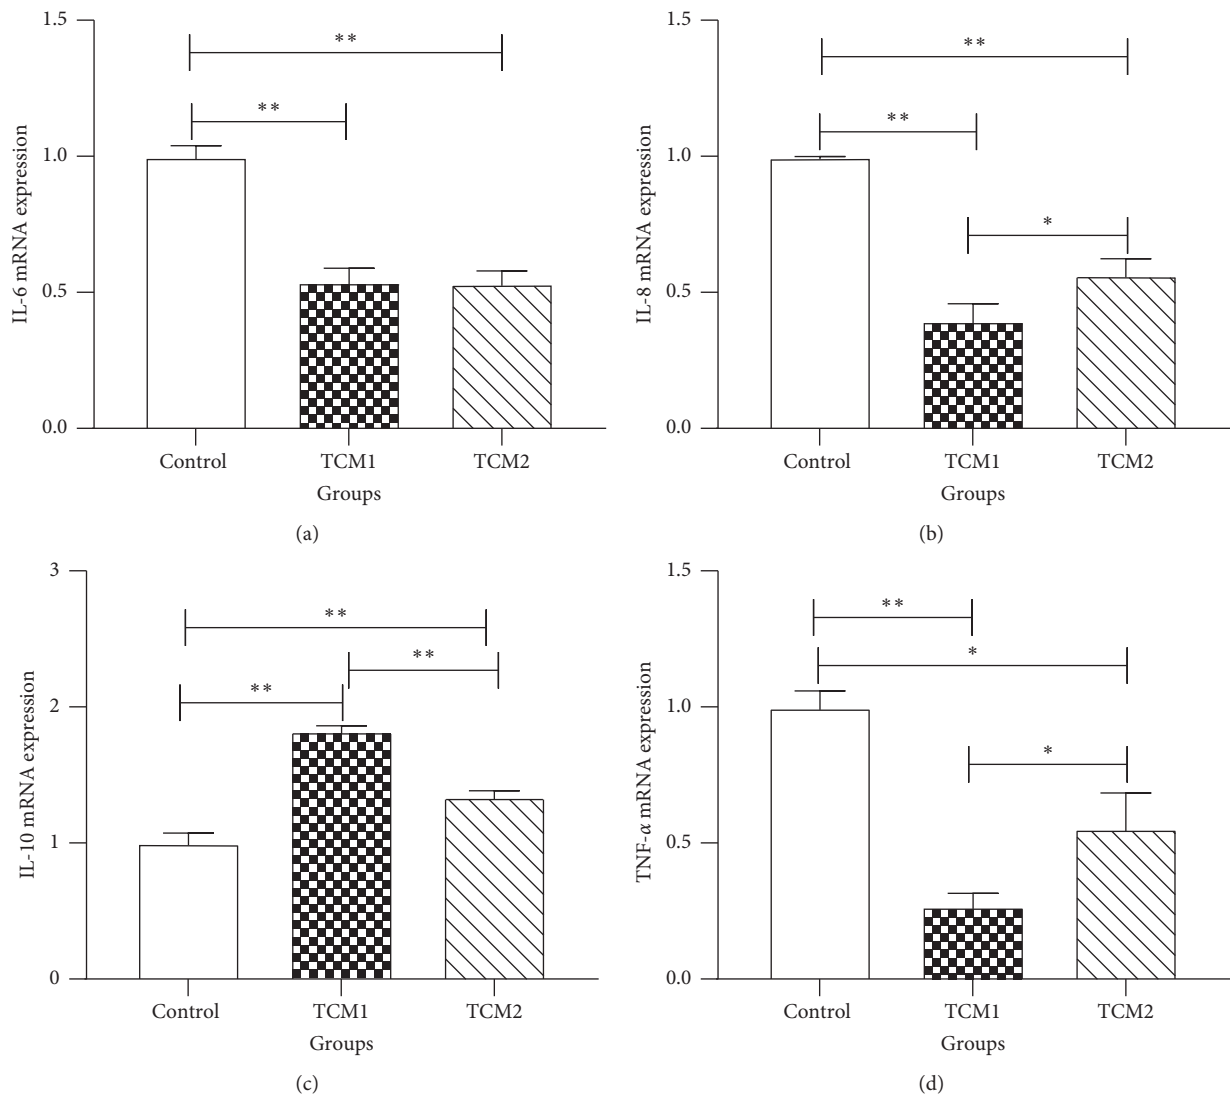 1.5
**
**
1.0
0.5
0.0
IL-6 mRNA expression
Control
TCM1
TCM2
Groups
(a)
1.5
**
**
1.0
*
0.5
0.0
IL-8 mRNA expression
Control
TCM1
TCM2
Groups
(b)
3
**
**
**
2
1
0
IL-10 mRNA expression
Control
TCM1
TCM2
Groups
(c)
1.5
**
*
1.0
*
0.5
0.0
TNF-α mRNA expression
Control
TCM1
TCM2
Groups
(d)